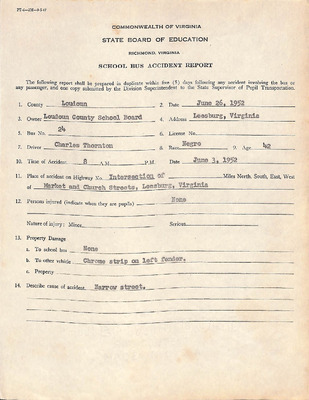 COMMONWEALTH OF VIRGINIA
STATE BOARD OF EDUCATION
RICHMOND, VIRGINIA
SCHOOL BUS ACCIDENT REPORT
The following report shall be prepared in duplicate within five (5) days following any accident involving the bus or
any passenger, and one copy submitted by the Division Superintendent to the State Supervisor of Pupil Transportation.
1. County Loudoun 2. Date June 26, 1952
3. Owner Loudoun County School Board 4. Address Leesburg, Virginia
5. Bus No. 24 6. License No.
7. Driver Charles Thornton 8. Race Negro 9. Age 42
10. Time of Accident 8 A.M. P.M. Date June 3, 1952
11. Place of accident on Highway No. Intersection of Miles North, South, East, West
of Market and Church Streets, Leesburg, Virginia
12. Persons injured (indicate when they are pupils) None
Nature of injury: Minor Serious
13. Property Damage
a. To school bus None
b. To other vehicle Chrome strip on left fender.
c. Property
14. Describe cause of accident. Narrow street.